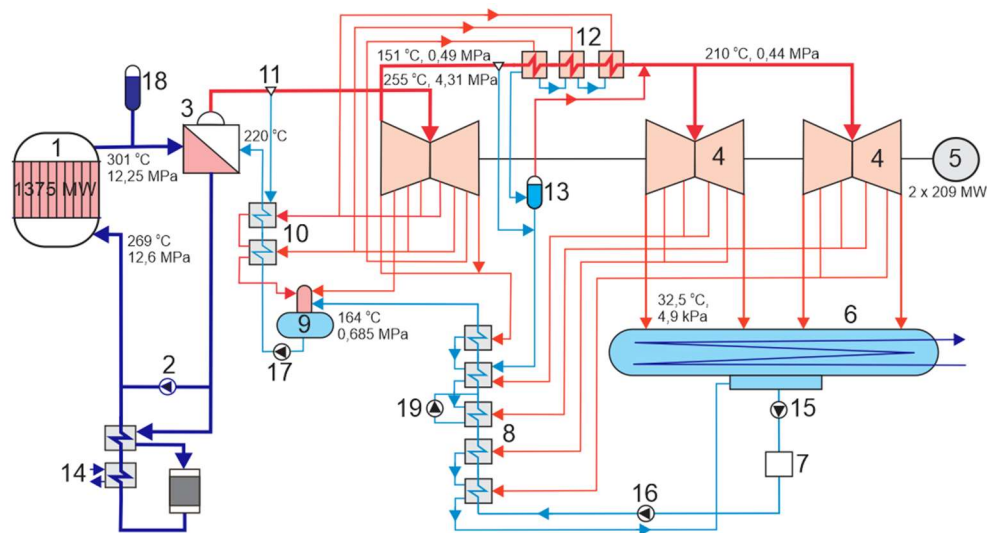 12
151 °C, 0,49 MPa
210 °C, 0,44 MPa
18
3
11
255 °C, 4,31 MPa
1
301 °C
12,25 MPa
220 °C
1375 MW
4
4
5
13
2 x 209 MW
10
269 °C
12,6 MPa
9
164 °C
0,685 MPa
32,5 °C,
4,9 kPa
6
17
2
19
8
15
14
7
16